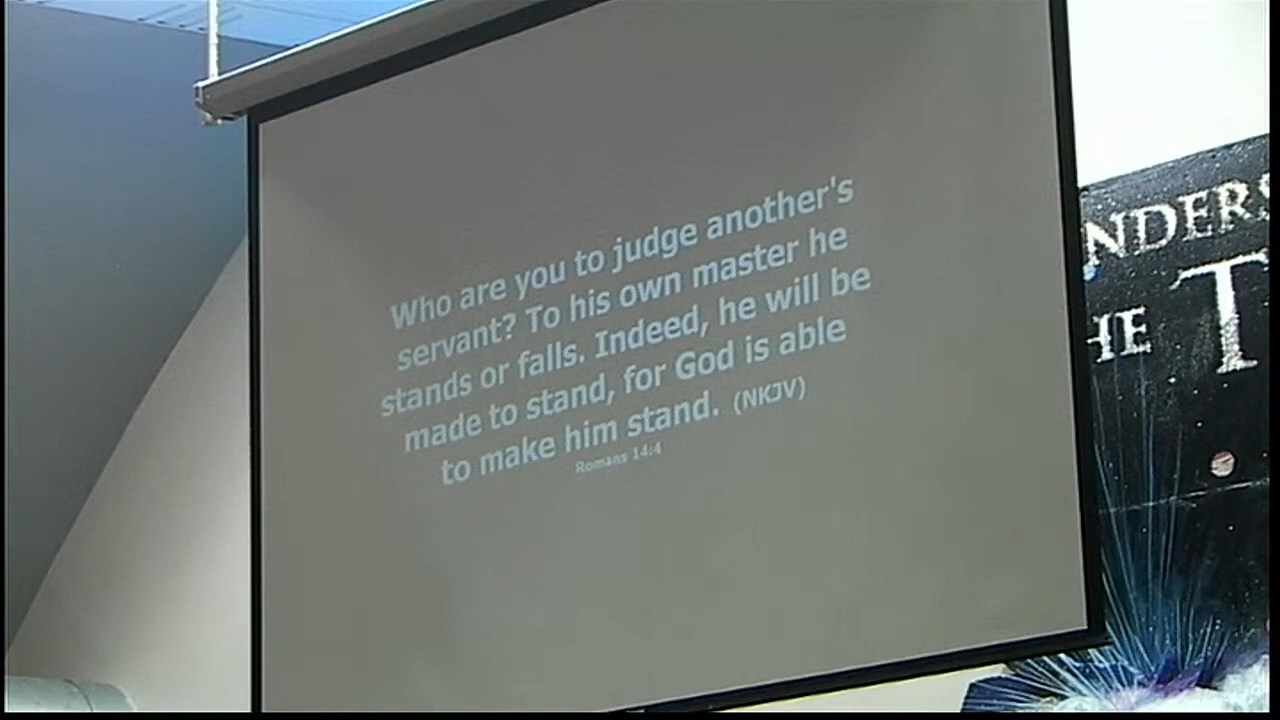 Who are you to judge another's
servant? To his own master he
stands or falls. Indeed, he will be
made to stand, for God is able
to make him stand. (NKJV)
Romans 14:4
NDERS
HE T